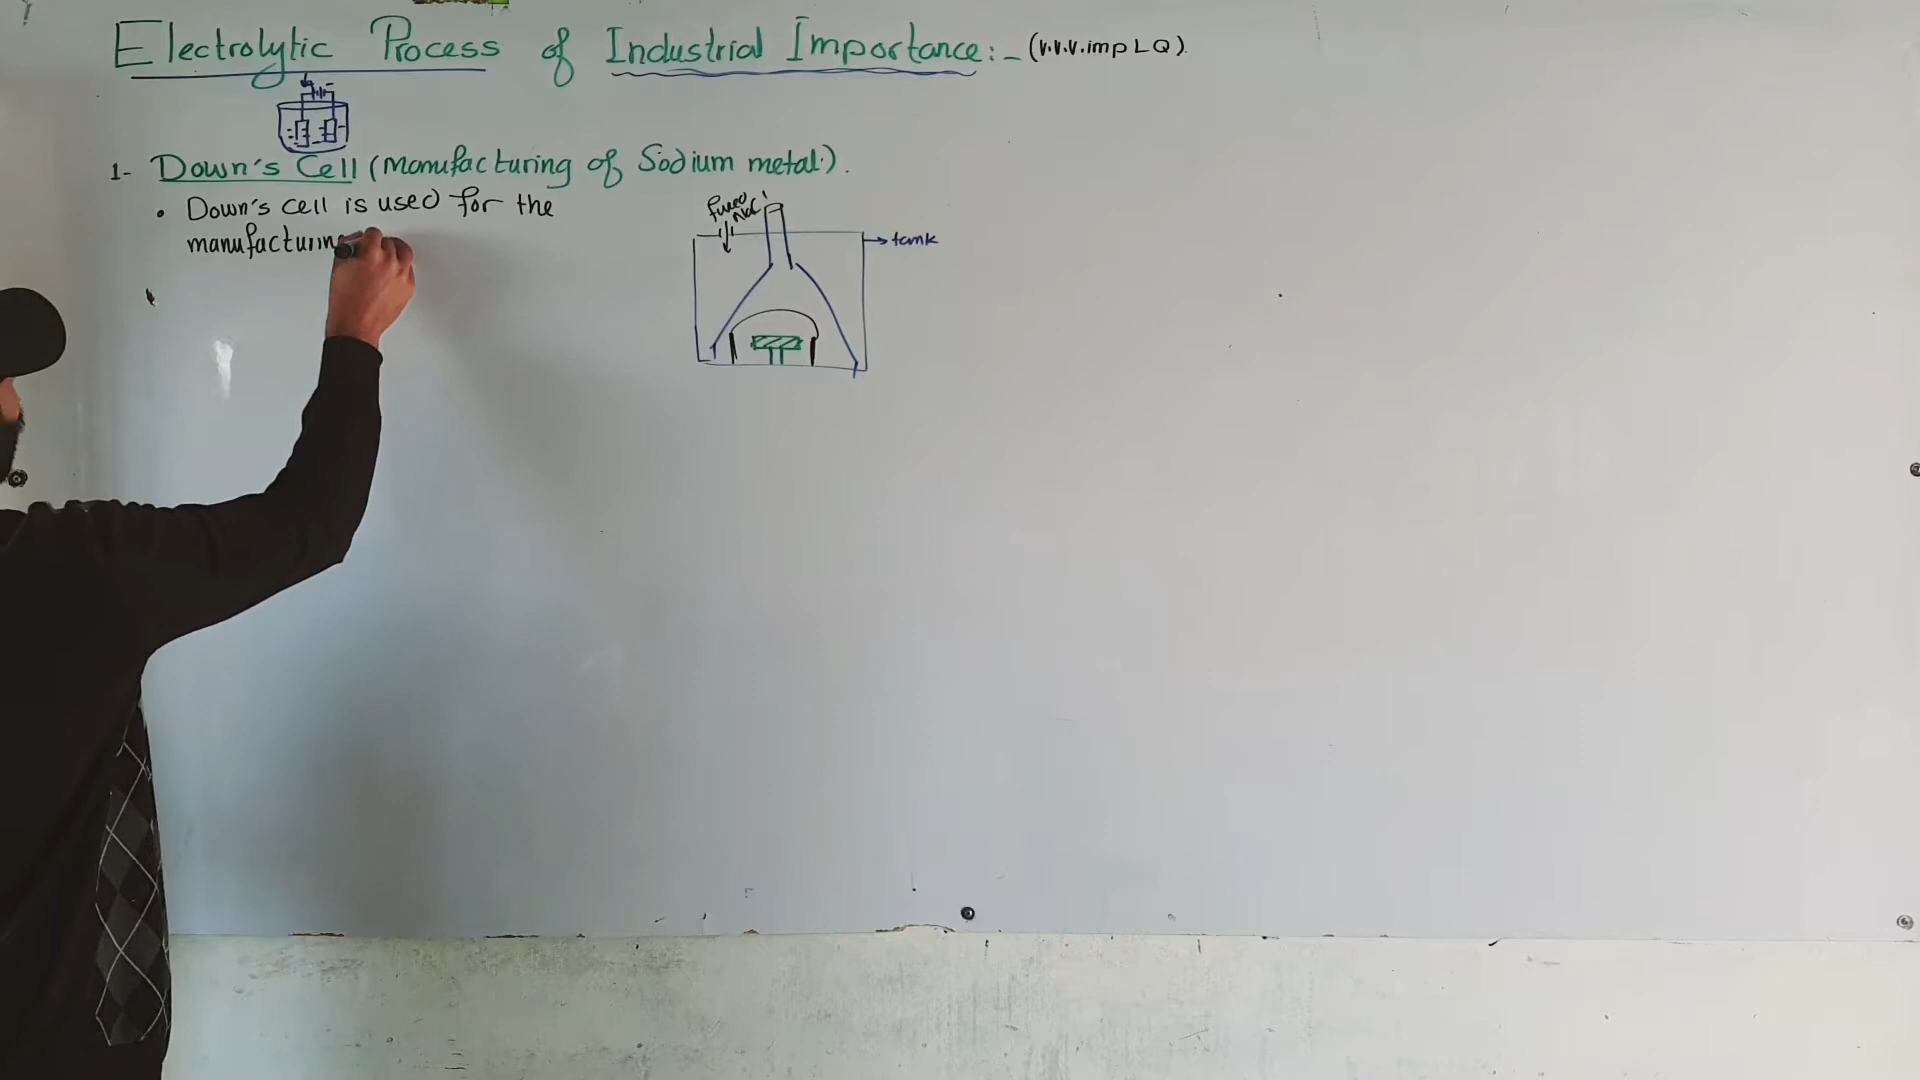 Electrolytic Process of Industrial Importance:- (v.v.v.imp LQ).
1- Down's Cell (Manufacturing of Sodium metal).
• Down's cell is used for the
manufacturing
fused
NaCl
tank